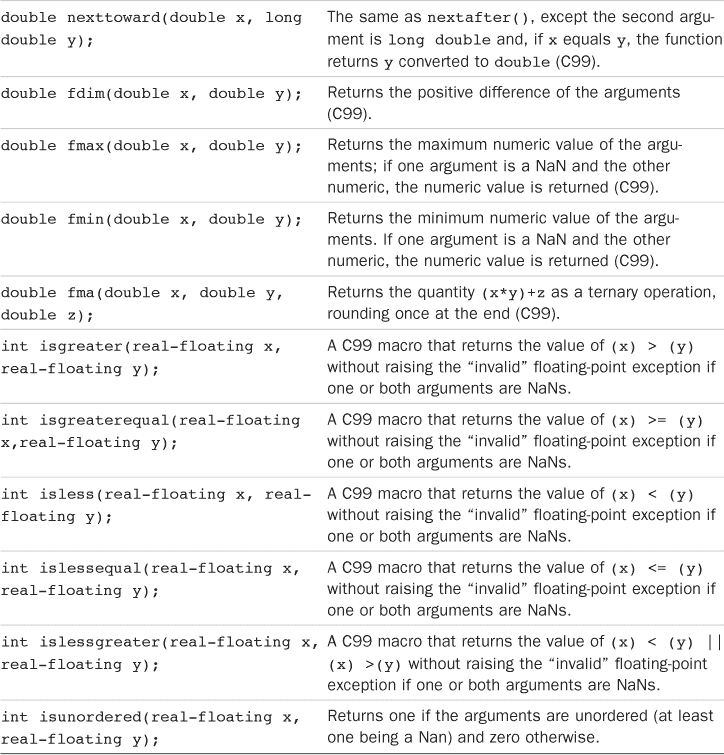 double nexttoward(double x, long double y);
The same as nextafter(), except the second argu-
ment is long double and, if x equals y, the function
returns y converted to double (C99).
double fdim(double x, double y);
Returns the positive difference of the arguments
(C99).
double fmax(double x, double y);
Returns the maximum numeric value of the argu-
ments; if one argument is a NaN and the other
numeric, the numeric value is returned (C99).
double fmin(double x, double y);
Returns the minimum numeric value of the argu-
ments. If one argument is a NaN and the other
numeric, the numeric value is returned (C99).
double fma(double x, double y,
double z);
Returns the quantity (x*y)+z as a ternary operation,
rounding once at the end (C99).
int isgreater(real-floating x,
real-floating y);
A C99 macro that returns the value of (x) > (y)
without raising the “invalid” floating-point exception if
one or both arguments are NaNs.
int isgreaterequal(real-floating
x,real-floating y);
A C99 macro that returns the value of (x) >= (y)
without raising the “invalid” floating-point exception if
one or both arguments are NaNs.
int isless(real-floating x, real-
floating y);
A C99 macro that returns the value of (x) < (y)
without raising the “invalid” floating-point exception if
one or both arguments are NaNs.
int islessequal(real-floating x,
real-floating y);
A C99 macro that returns the value of (x) <= (y)
without raising the “invalid” floating-point exception if
one or both arguments are NaNs.
int islessgreater(real-floating x,
real-floating y);
A C99 macro that returns the value of (x) < (y) ||
(x) >(y) without raising the “invalid” floating-point
exception if one or both arguments are NaNs.
int isunordered(real-floating x,
real-floating y);
Returns one if the arguments are unordered (at least
one being a Nan) and zero otherwise.